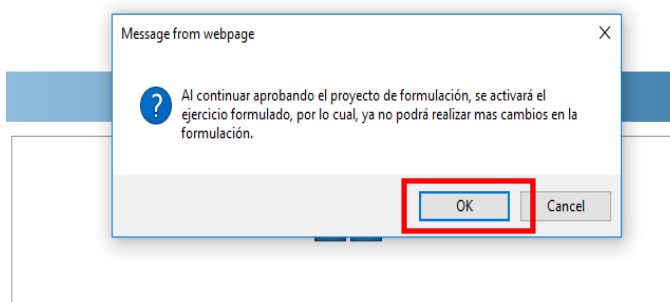 Message from webpage
Al continuar aprobando el proyecto de formulación, se activará el
ejercicio formulado, por lo cual, ya no podrá realizar mas cambios en la
formulación.
OK
Cancel